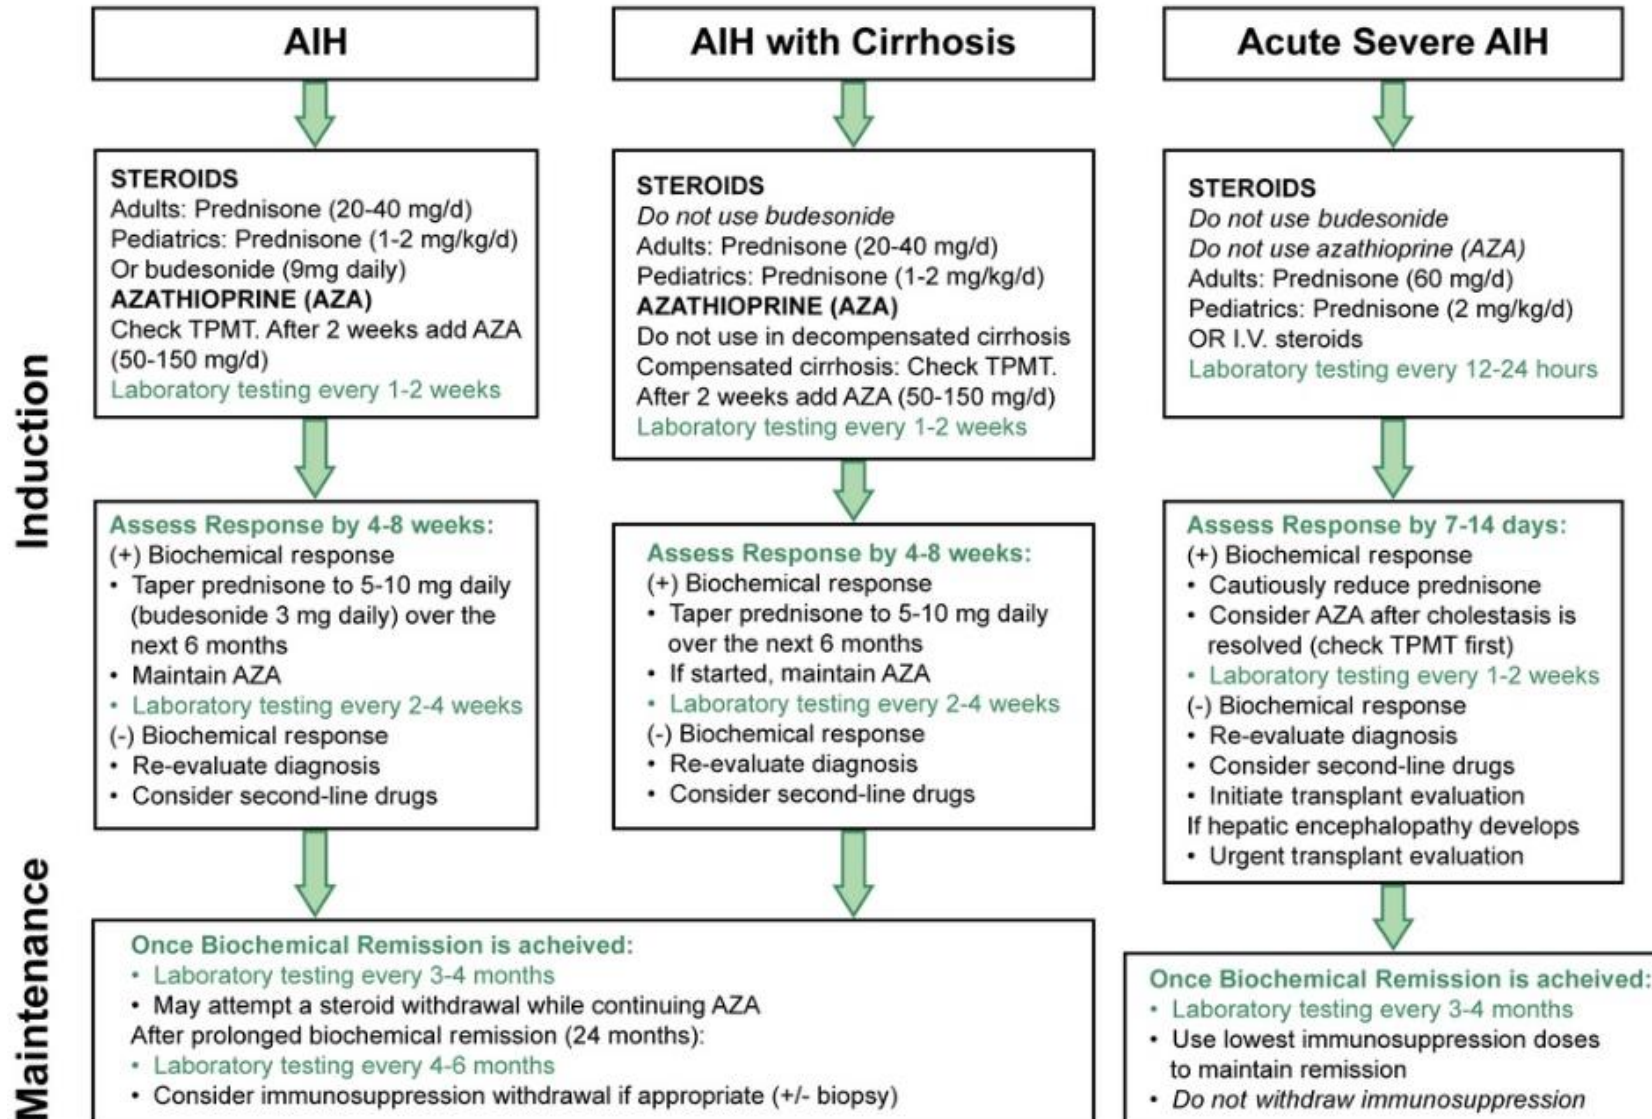 AIH
AIH with Cirrhosis
Acute Severe AIH
Induction
STEROIDS
Adults: Prednisone (20-40 mg/d)
Pediatrics: Prednisone (1-2 mg/kg/d)
Or budesonide (9mg daily)
AZATHIOPRINE (AZA)
Check TPMT. After 2 weeks add AZA
(50-150 mg/d)
Laboratory testing every 1-2 weeks
STEROIDS
Do not use budesonide
Adults: Prednisone (20-40 mg/d)
Pediatrics: Prednisone (1-2 mg/kg/d)
AZATHIOPRINE (AZA)
Do not use in decompensated cirrhosis
Compensated cirrhosis: Check TPMT.
After 2 weeks add AZA (50-150 mg/d)
Laboratory testing every 1-2 weeks
STEROIDS
Do not use budesonide
Do not use azathioprine (AZA)
Adults: Prednisone (60 mg/d)
Pediatrics: Prednisone (2 mg/kg/d)
OR I.V. steroids
Laboratory testing every 12-24 hours
Assess Response by 4-8 weeks:
(+) Biochemical response
• Taper prednisone to 5-10 mg daily
(budesonide 3 mg daily) over the
next 6 months
• Maintain AZA
• Laboratory testing every 2-4 weeks
(-) Biochemical response
• Re-evaluate diagnosis
• Consider second-line drugs
Assess Response by 4-8 weeks:
(+) Biochemical response
• Taper prednisone to 5-10 mg daily
over the next 6 months
• If started, maintain AZA
• Laboratory testing every 2-4 weeks
(-) Biochemical response
• Re-evaluate diagnosis
• Consider second-line drugs
Assess Response by 7-14 days:
(+) Biochemical response
• Cautiously reduce prednisone
• Consider AZA after cholestasis is
resolved (check TPMT first)
• Laboratory testing every 1-2 weeks
(-) Biochemical response
• Re-evaluate diagnosis
• Consider second-line drugs
• Initiate transplant evaluation
If hepatic encephalopathy develops
• Urgent transplant evaluation
Maintenance
Once Biochemical Remission is acheived:
• Laboratory testing every 3-4 months
• May attempt a steroid withdrawal while continuing AZA
After prolonged biochemical remission (24 months):
• Laboratory testing every 4-6 months
• Consider immunosuppression withdrawal if appropriate (+/- biopsy)
Once Biochemical Remission is acheived:
• Laboratory testing every 3-4 months
• Use lowest immunosuppression doses
to maintain remission
• Do not withdraw immunosuppression